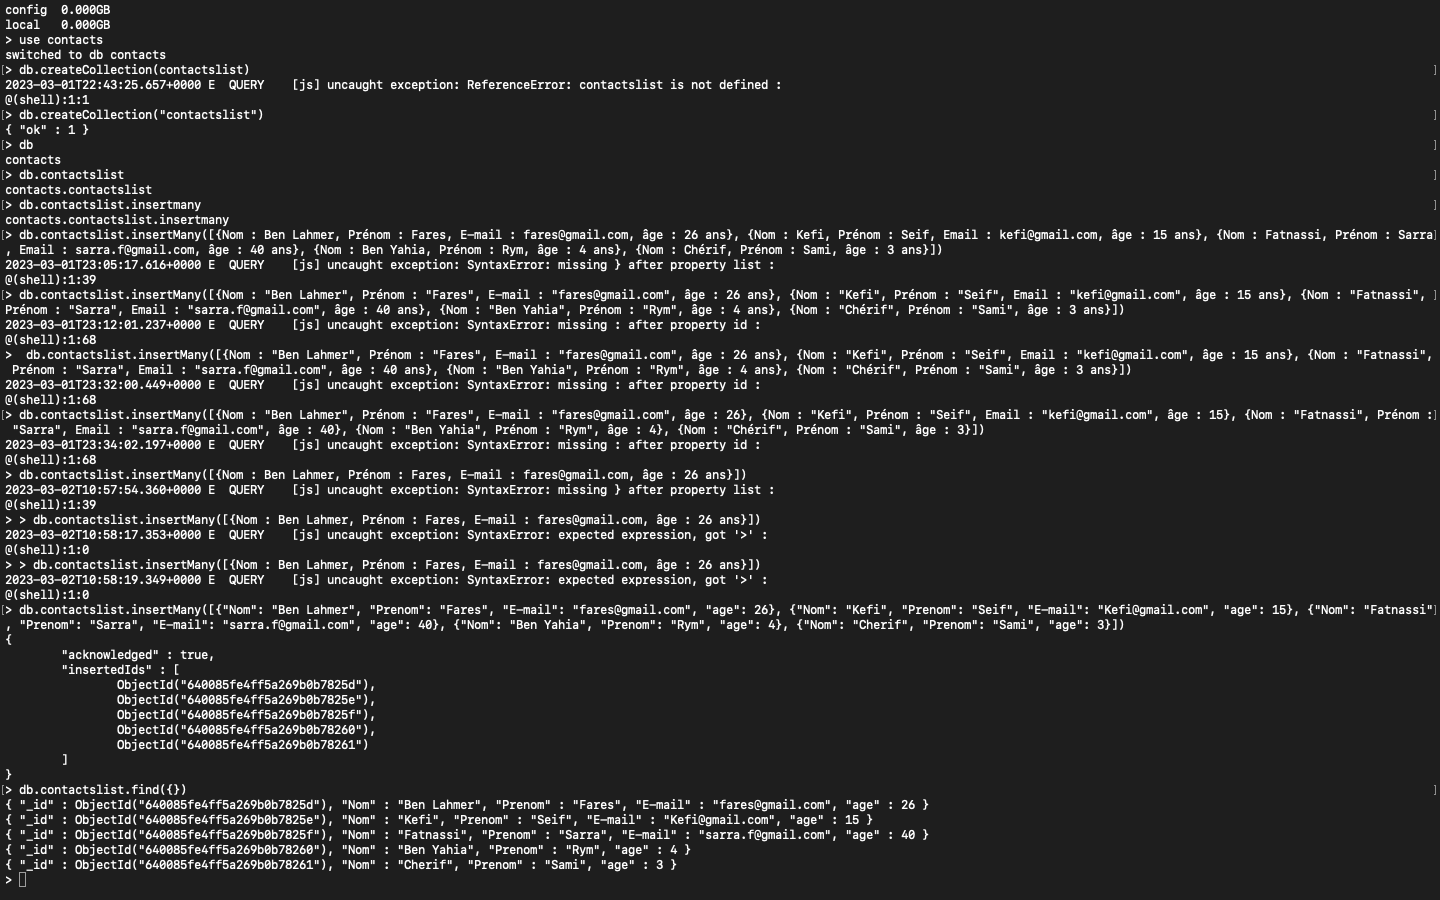 config  0.000GB
local   0.000GB
> use contacts
switched to db contacts
[> db.createCollection(contactslist) ]
2023-03-01T22:43:25.657+0000 E  QUERY    [js] uncaught exception: ReferenceError: contactslist is not defined :
@(shell):1:1
[> db.createCollection("contactslist") ]
{ "ok" : 1 }
[> db ]
contacts
[> db.contactslist ]
contacts.contactslist
[> db.contactslist.insertmany ]
contacts.contactslist.insertmany
[> db.contactslist.insertMany([{Nom : Ben Lahmer, Prénom : Fares, E-mail : fares@gmail.com, âge : 26 ans}, {Nom : Kefi, Prénom : Seif, Email : kefi@gmail.com, âge : 15 ans}, {Nom : Fatnassi, Prénom : Sarra]
, Email : sarra.f@gmail.com, âge : 40 ans}, {Nom : Ben Yahia, Prénom : Rym, âge : 4 ans}, {Nom : Chérif, Prénom : Sami, âge : 3 ans}])
2023-03-01T23:05:17.616+0000 E  QUERY    [js] uncaught exception: SyntaxError: missing } after property list :
@(shell):1:39
[> db.contactslist.insertMany([{Nom : "Ben Lahmer", Prénom : "Fares", E-mail : "fares@gmail.com", âge : 26 ans}, {Nom : "Kefi", Prénom : "Seif", Email : "kefi@gmail.com", âge : 15 ans}, {Nom : "Fatnassi", ]
Prénom : "Sarra", Email : "sarra.f@gmail.com", âge : 40 ans}, {Nom : "Ben Yahia", Prénom : "Rym", âge : 4 ans}, {Nom : "Chérif", Prénom : "Sami", âge : 3 ans}])
2023-03-01T23:12:01.237+0000 E  QUERY    [js] uncaught exception: SyntaxError: missing : after property id :
@(shell):1:68
>  db.contactslist.insertMany([{Nom : "Ben Lahmer", Prénom : "Fares", E-mail : "fares@gmail.com", âge : 26 ans}, {Nom : "Kefi", Prénom : "Seif", Email : "kefi@gmail.com", âge : 15 ans}, {Nom : "Fatnassi",
 Prénom : "Sarra", Email : "sarra.f@gmail.com", âge : 40 ans}, {Nom : "Ben Yahia", Prénom : "Rym", âge : 4 ans}, {Nom : "Chérif", Prénom : "Sami", âge : 3 ans}])
2023-03-01T23:32:00.449+0000 E  QUERY    [js] uncaught exception: SyntaxError: missing : after property id :
@(shell):1:68
[> db.contactslist.insertMany([{Nom : "Ben Lahmer", Prénom : "Fares", E-mail : "fares@gmail.com", âge : 26}, {Nom : "Kefi", Prénom : "Seif", Email : "kefi@gmail.com", âge : 15}, {Nom : "Fatnassi", Prénom :]
 "Sarra", Email : "sarra.f@gmail.com", âge : 40}, {Nom : "Ben Yahia", Prénom : "Rym", âge : 4}, {Nom : "Chérif", Prénom : "Sami", âge : 3}])
2023-03-01T23:34:02.197+0000 E  QUERY    [js] uncaught exception: SyntaxError: missing : after property id :
@(shell):1:68
> db.contactslist.insertMany([{Nom : Ben Lahmer, Prénom : Fares, E-mail : fares@gmail.com, âge : 26 ans}])
2023-03-02T10:57:54.360+0000 E  QUERY    [js] uncaught exception: SyntaxError: missing } after property list :
@(shell):1:39
> > db.contactslist.insertMany([{Nom : Ben Lahmer, Prénom : Fares, E-mail : fares@gmail.com, âge : 26 ans}])
2023-03-02T10:58:17.353+0000 E  QUERY    [js] uncaught exception: SyntaxError: expected expression, got '>' :
@(shell):1:0
> > db.contactslist.insertMany([{Nom : Ben Lahmer, Prénom : Fares, E-mail : fares@gmail.com, âge : 26 ans}])
2023-03-02T10:58:19.349+0000 E  QUERY    [js] uncaught exception: SyntaxError: expected expression, got '>' :
@(shell):1:0
[> db.contactslist.insertMany([{"Nom": "Ben Lahmer", "Prenom": "Fares", "E-mail": "fares@gmail.com", "age": 26}, {"Nom": "Kefi", "Prenom": "Seif", "E-mail": "Kefi@gmail.com", "age": 15}, {"Nom": "Fatnassi"]
, "Prenom": "Sarra", "E-mail": "sarra.f@gmail.com", "age": 40}, {"Nom": "Ben Yahia", "Prenom": "Rym", "age": 4}, {"Nom": "Cherif", "Prenom": "Sami", "age": 3}])
{
        "acknowledged" : true,
        "insertedIds" : [
                ObjectId("640085fe4ff5a269b0b7825d"),
                ObjectId("640085fe4ff5a269b0b7825e"),
                ObjectId("640085fe4ff5a269b0b7825f"),
                ObjectId("640085fe4ff5a269b0b78260"),
                ObjectId("640085fe4ff5a269b0b78261")
        ]
}
[> db.contactslist.find({}) ]
{ "_id" : ObjectId("640085fe4ff5a269b0b7825d"), "Nom" : "Ben Lahmer", "Prenom" : "Fares", "E-mail" : "fares@gmail.com", "age" : 26 }
{ "_id" : ObjectId("640085fe4ff5a269b0b7825e"), "Nom" : "Kefi", "Prenom" : "Seif", "E-mail" : "Kefi@gmail.com", "age" : 15 }
{ "_id" : ObjectId("640085fe4ff5a269b0b7825f"), "Nom" : "Fatnassi", "Prenom" : "Sarra", "E-mail" : "sarra.f@gmail.com", "age" : 40 }
{ "_id" : ObjectId("640085fe4ff5a269b0b78260"), "Nom" : "Ben Yahia", "Prenom" : "Rym", "age" : 4 }
{ "_id" : ObjectId("640085fe4ff5a269b0b78261"), "Nom" : "Cherif", "Prenom" : "Sami", "age" : 3 }
>